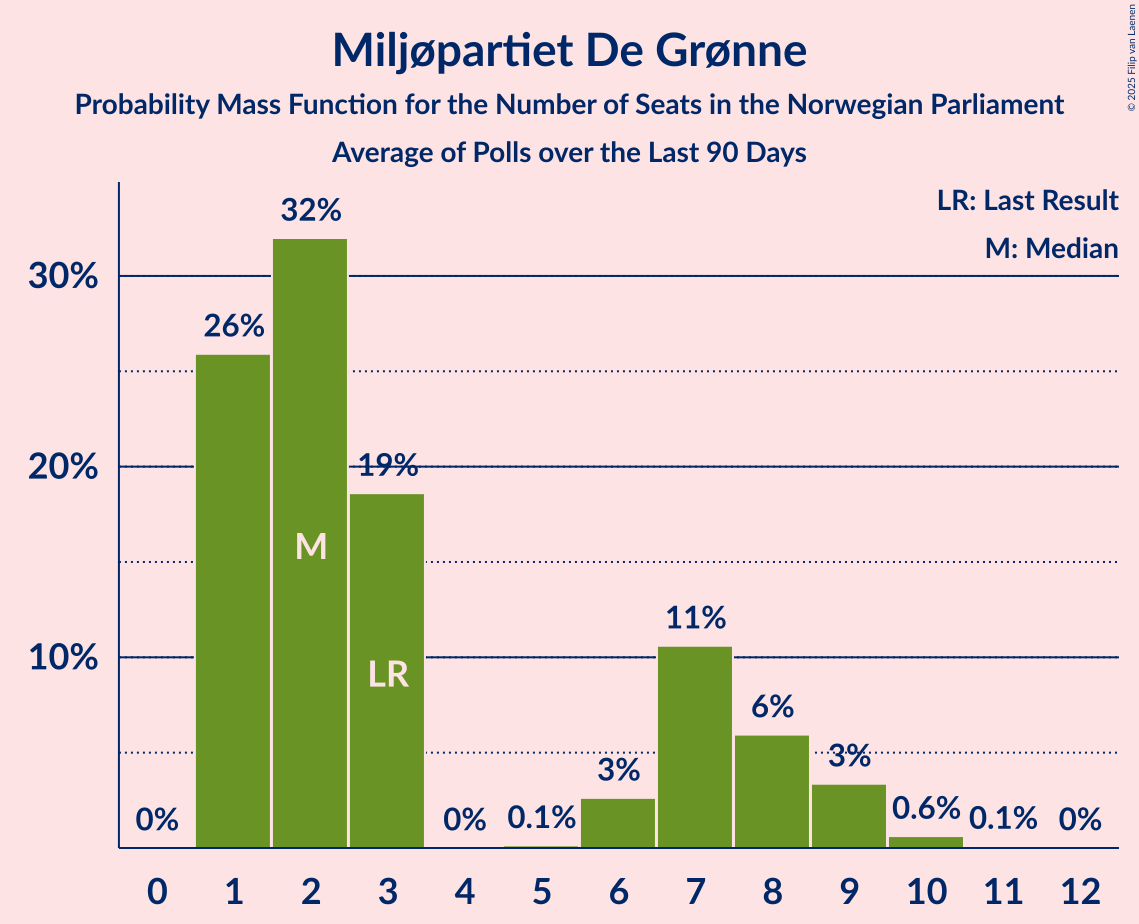 Miljøpartiet De Grønne
Probability Mass Function for the Number of Seats in the Norwegian Parliament
Average of Polls over the Last 90 Days
© 2025 Filip van Laenen
LR: Last Result
M: Median
30%
20%
10%
0%
26%
32%
19%
0%
0.1%
3%
11%
6%
3%
0.6%
0.1%
0%
M
LR
0 1 2 3 4 5 6 7 8 9 10 11 12